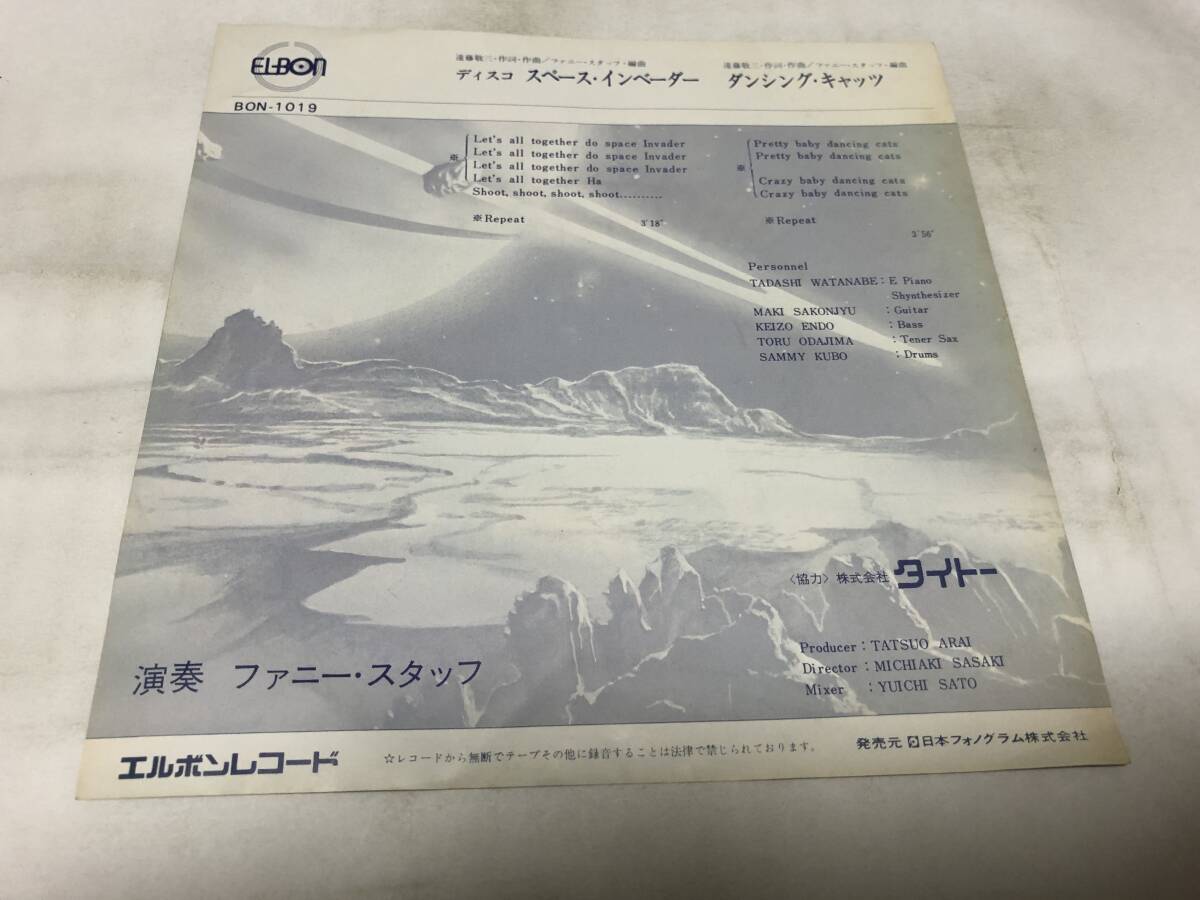 EL-BON
BON-1019
遠藤敬三・作詞・作曲/ファニー・スタッフ・編曲
ディスコ スペース・インベーダー
遠藤敬三・作詞・作曲/ファニー・スタッフ・編曲
ダンシング・キャッツ
Let's all together do space Invader
Let's all together do space Invader
※ Let's all together do space Invader
Let's all together Ha
Shoot, shoot, shoot, shoot..........
※Repeat
3'18"
Pretty baby dancing cats
Pretty baby dancing cats
※
Crazy baby dancing cats
Crazy baby dancing cats
※Repeat
3'56"
Personnel
TADASHI WATANABE : E Piano
Shynthesizer
MAKI SAKONJYU : Guitar
KEIZO ENDO : Bass
TORU ODAJIMA : Tener Sax
SAMMY KUBO : Drums
〈協力〉株式会社 タイトー
Producer : TATSUO ARAI
Director : MICHIAKI SASAKI
Mixer : YUICHI SATO
演奏 ファニー・スタッフ
エルボンレコード
☆レコードから無断でテープその他に録音することは法律で禁じられております。
発売元 日本フォノグラム株式会社